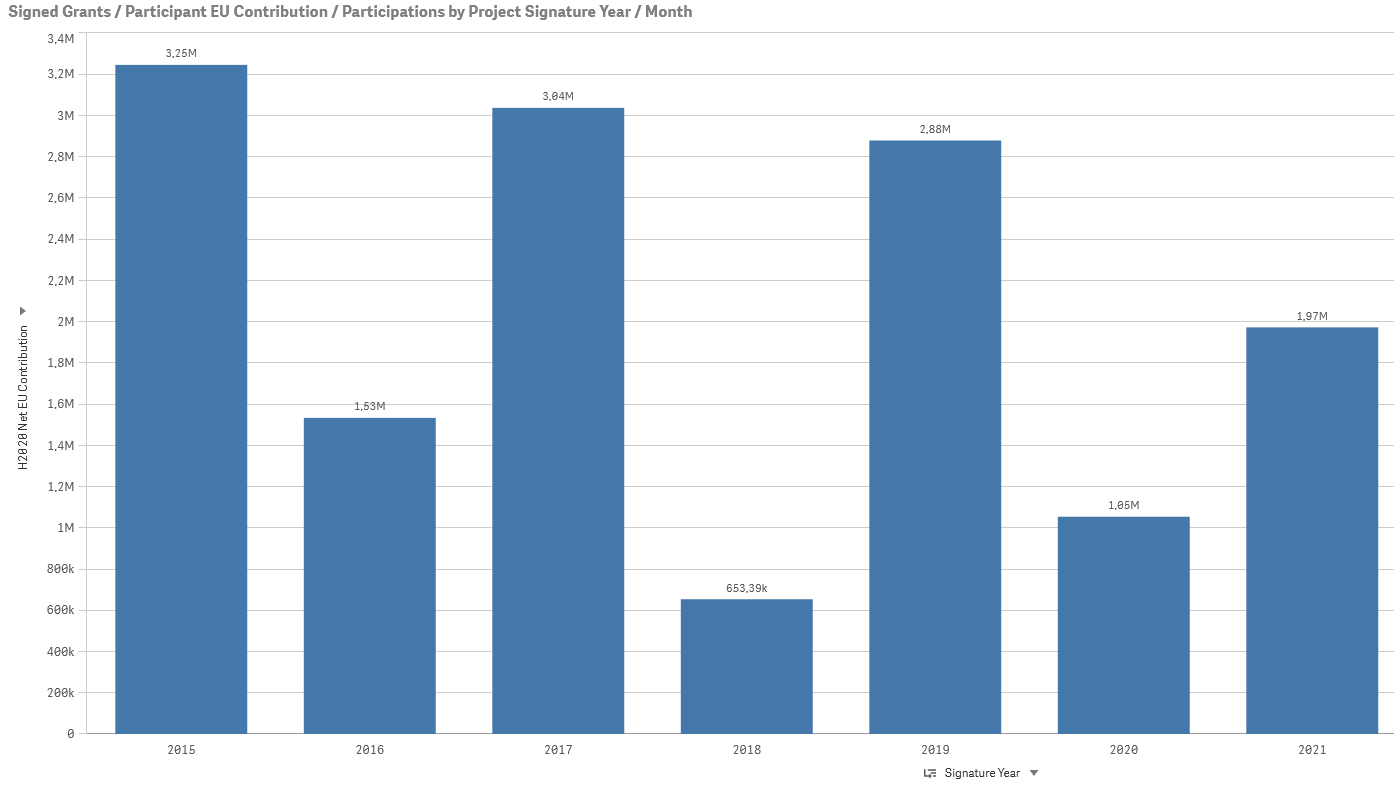 Signed Grants / Participant EU Contribution / Participations by Project Signature Year / Month
3,4M
3,2M
3M
2,8M
2,6M
2,4M
2,2M
2M
1,8M
1,6M
1,4M
1,2M
1M
800k
600k
400k
200k
0
H2020 Net EU Contribution
3,25M
1,53M
3,04M
653,39k
2,88M
1,05M
1,97M
2015 2016 2017 2018 2019 2020 2021
Signature Year